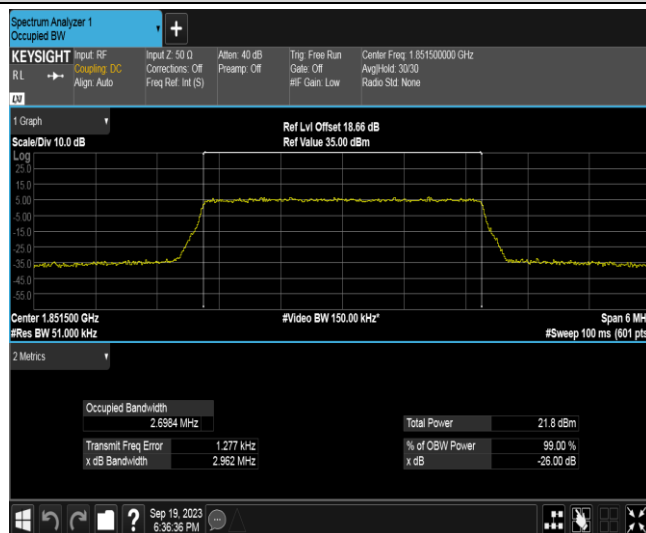 Spectrum Analyzer 1
Occupied BW
+
KEYSIGHT
RL
LXI
Input: RF
Coupling: DC
Align: Auto
Input Z: 50 Ω
Corrections: Off
Freq Ref: Int (S)
Atten: 40 dB
Preamp: Off
Trig: Free Run
Gate: Off
#IF Gain: Low
Center Freq: 1.851500000 GHz
Avg|Hold: 30/30
Radio Std: None
1 Graph
Scale/Div 10.0 dB
Ref Lvl Offset 18.66 dB
Ref Value 35.00 dBm
Log
25.0
15.0
5.00
-5.00
-15.0
-25.0
-35.0
-45.0
-55.0
Center 1.851500 GHz
#Video BW 150.00 kHz*
Span 6 MH
#Res BW 51.000 kHz
#Sweep 100 ms (601 pts
2 Metrics
Occupied Bandwidth
2.6984 MHz
Total Power 21.8 dBm
Transmit Freq Error 1.277 kHz
% of OBW Power 99.00 %
x dB Bandwidth 2.962 MHz
x dB -26.00 dB
?
Sep 19, 2023
6:36:36 PM